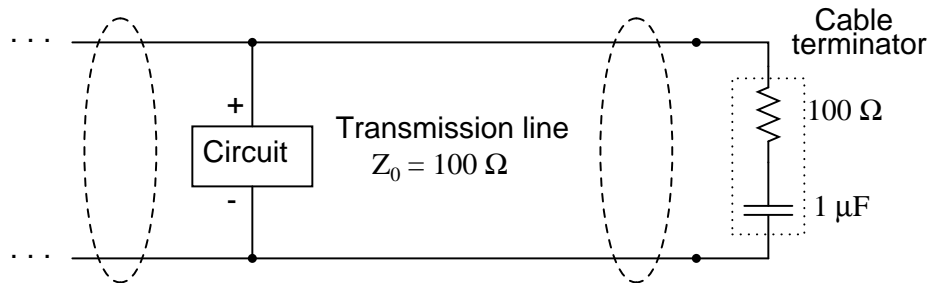 . . .
Cable
terminator
+
Circuit
-
Transmission line
Z₀ = 100 Ω
100 Ω
1 μF
. . .